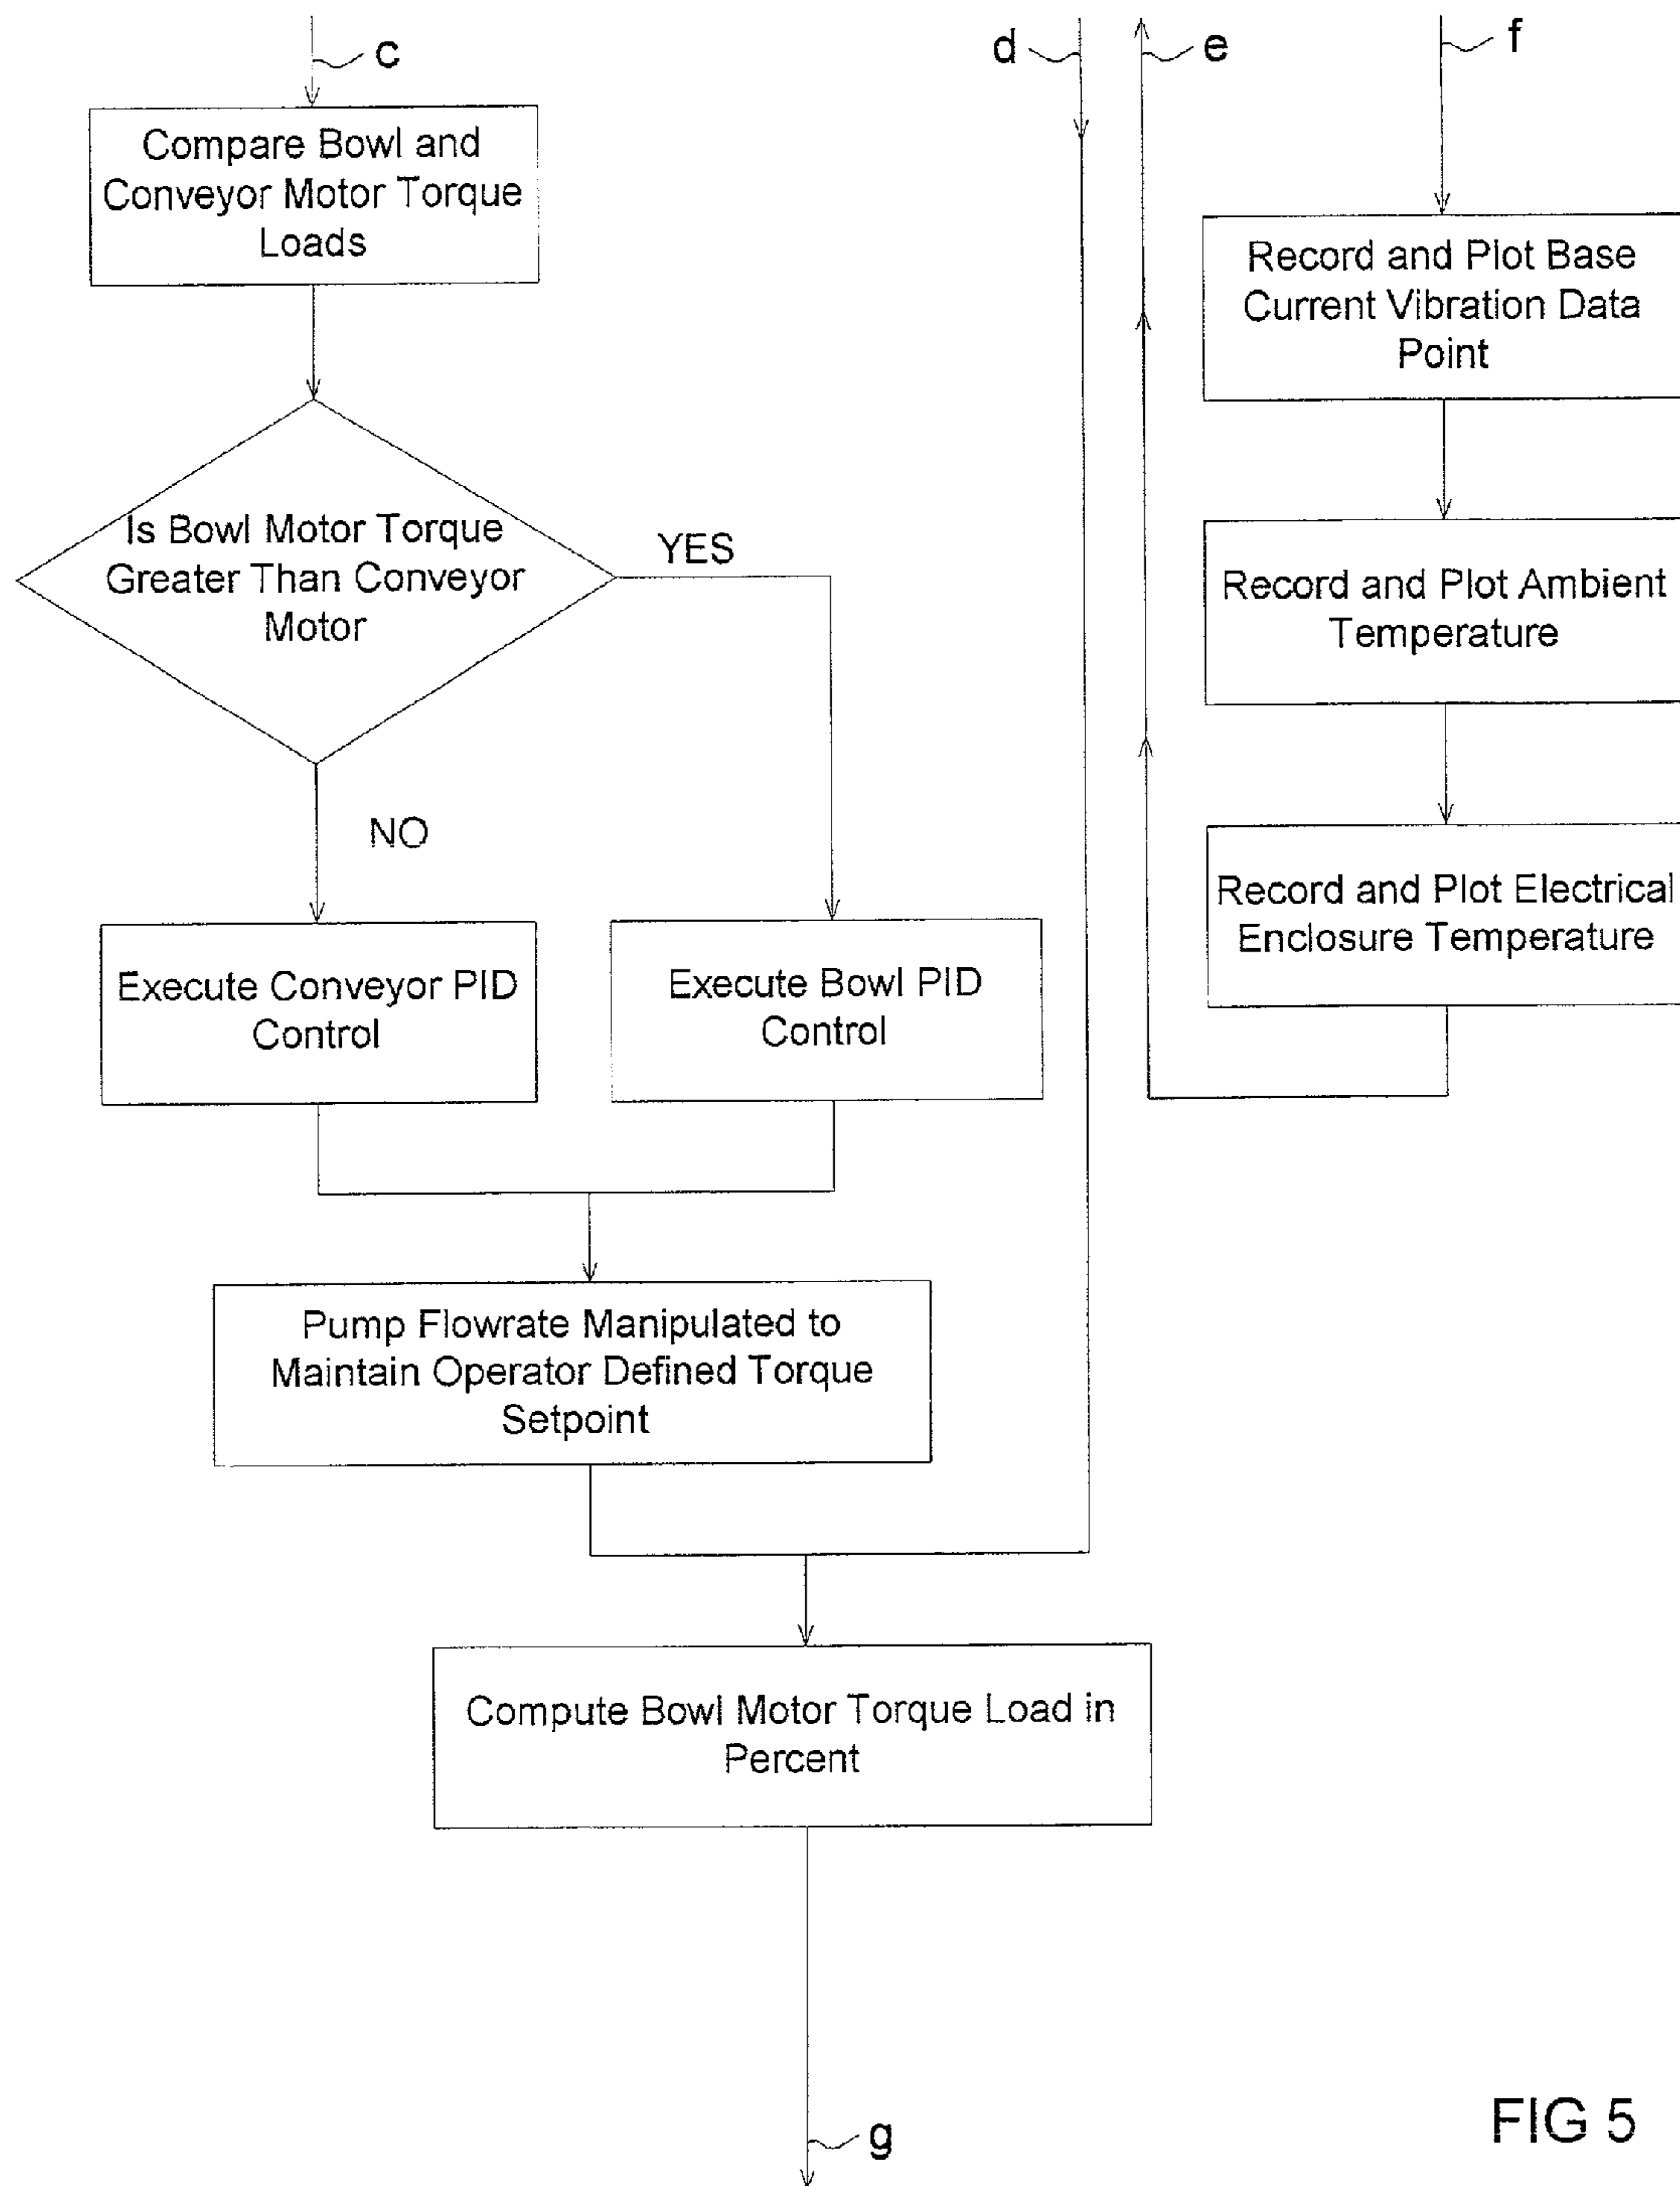 c
d
e
f
Compare Bowl and
Conveyor Motor Torque
Loads
Is Bowl Motor Torque
Greater Than Conveyor
Motor
YES
NO
Execute Conveyor PID
Control
Execute Bowl PID
Control
Pump Flowrate Manipulated to
Maintain Operator Defined Torque
Setpoint
Compute Bowl Motor Torque Load in
Percent
g
Record and Plot Base
Current Vibration Data
Point
Record and Plot Ambient
Temperature
Record and Plot Electrical
Enclosure Temperature
FIG 5